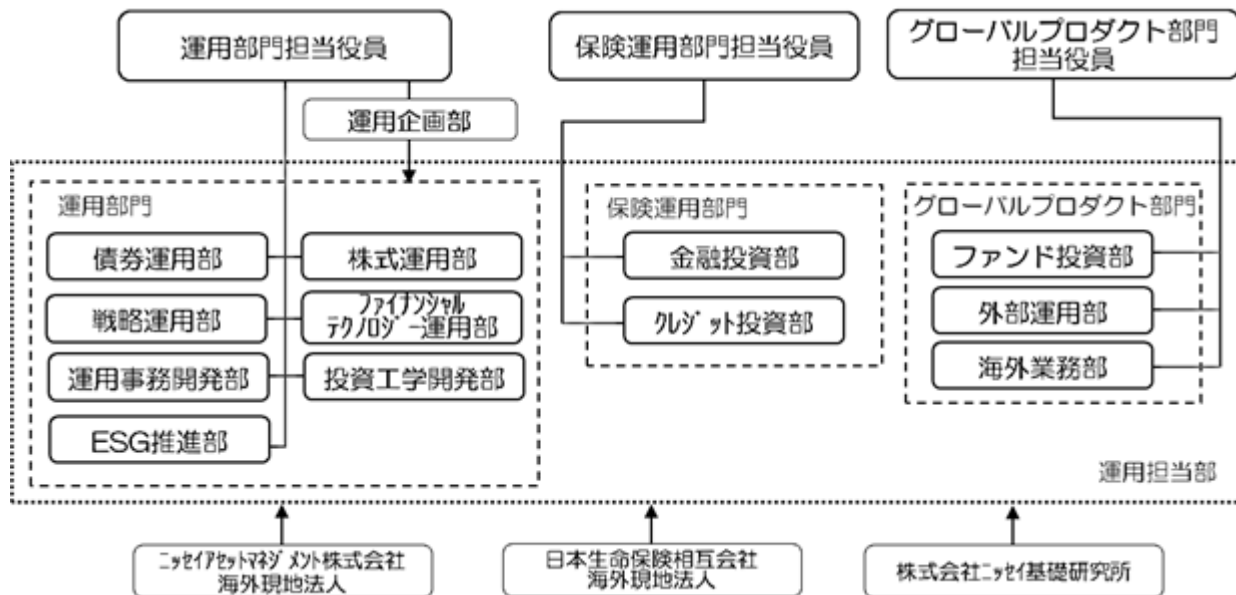 運用部門担当役員
保険運用部門担当役員
グローバルプロダクト部門
担当役員
運用企画部
運用部門
債券運用部
株式運用部
戦略運用部
ファイナンシャル
テクノロジー運用部
運用事務開発部
投資工学開発部
ESG推進部
保険運用部門
金融投資部
クレジット投資部
グローバルプロダクト部門
ファンド投資部
外部運用部
海外業務部
運用担当部
ニッセイアセットマネジメント株式会社
海外現地法人
日本生命保険相互会社
海外現地法人
株式会社ニッセイ基礎研究所